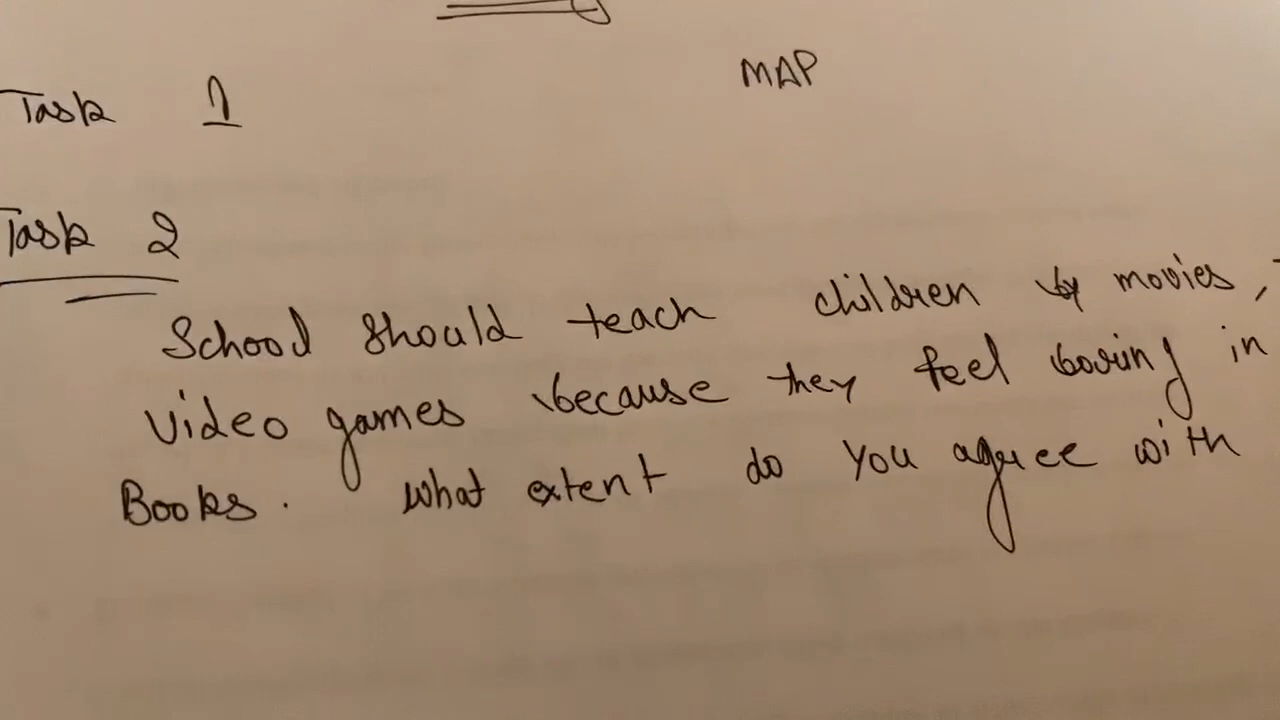 MAP
Task 1
Task 2
School should teach children by movies,
video games because they feel boring in
Books. What extent do you agree with